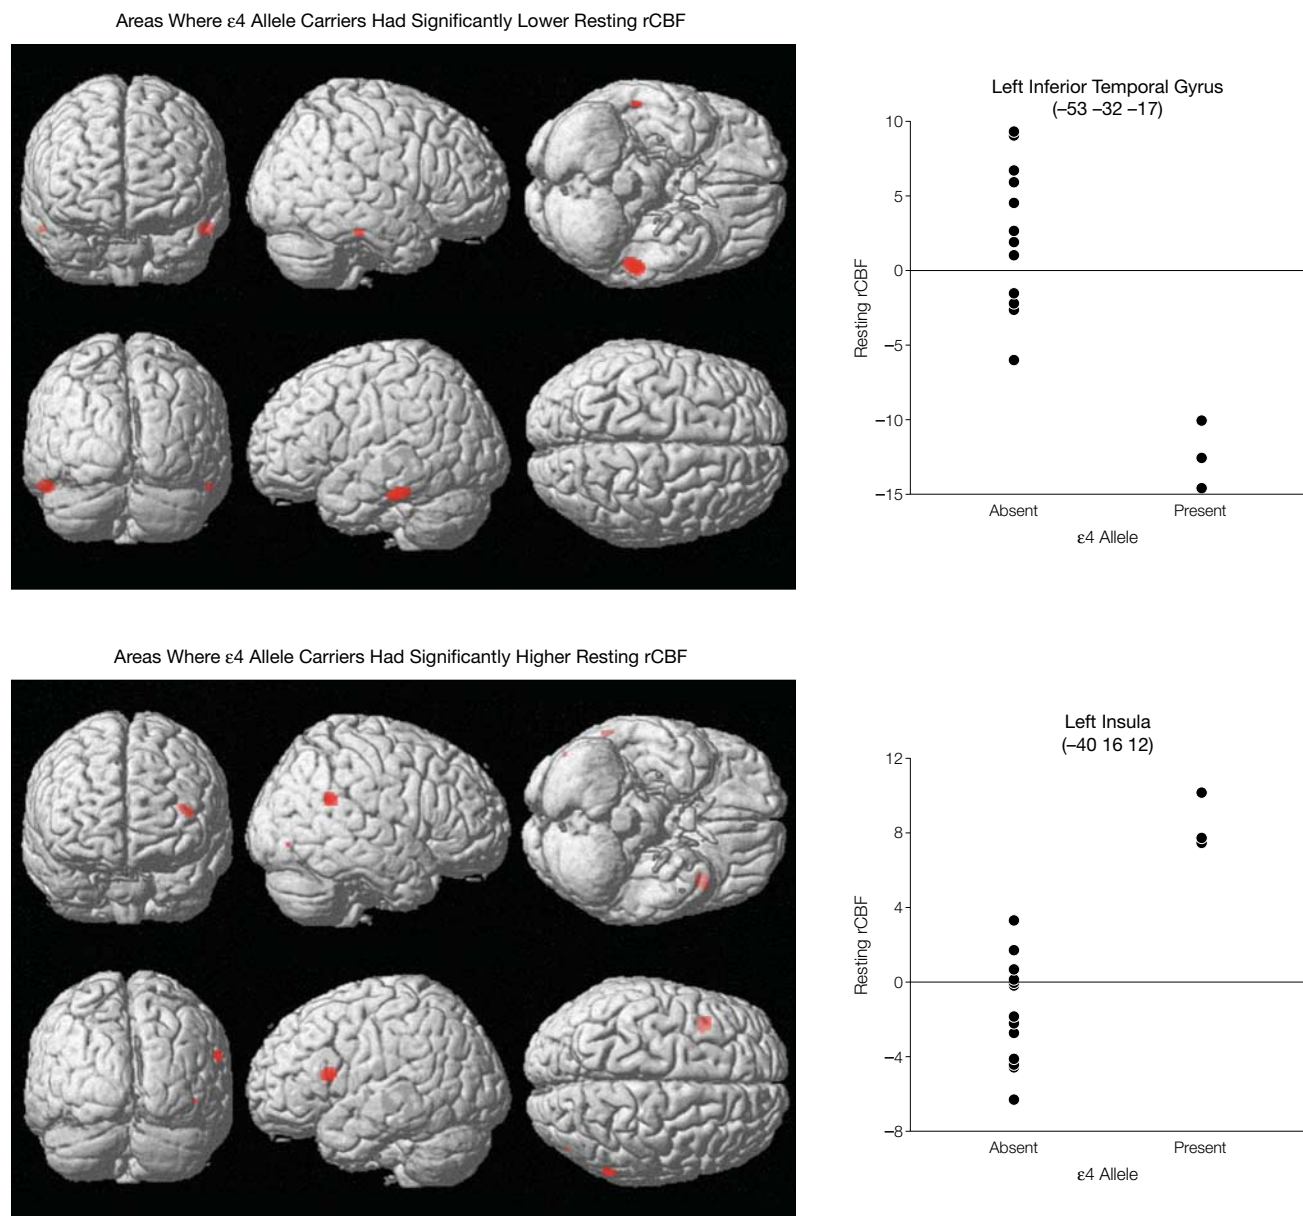 Areas Where ε4 Allele Carriers Had Significantly Lower Resting rCBF
Left Inferior Temporal Gyrus
(–53 –32 –17)
10
5
0
–5
–10
–15
Resting rCBF
Absent
Present
ε4 Allele
Areas Where ε4 Allele Carriers Had Significantly Higher Resting rCBF
Left Insula
(–40 16 12)
12
8
4
0
–4
–8
Resting rCBF
Absent
Present
ε4 Allele